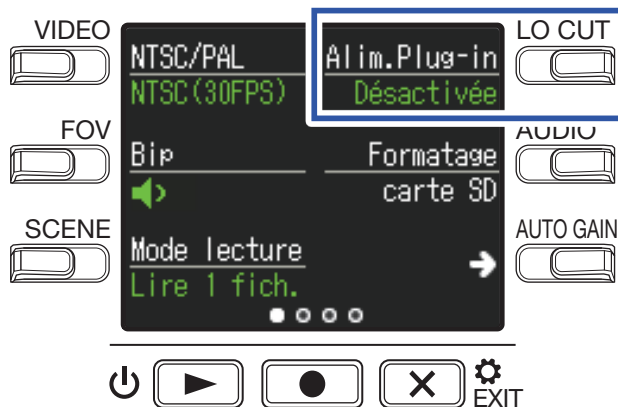 VIDEO
LO CUT
NTSC/PAL
Alim.Plug-in
NTSC(30FPS)
Désactivée
FOV
AUDIO
Bip
Formatage
carte SD
SCENE
AUTO GAIN
Mode lecture
Lire 1 fich.
EXIT